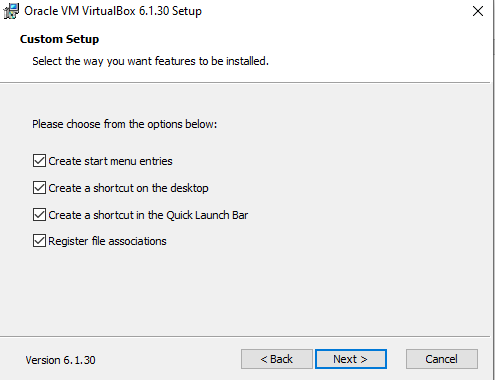 Oracle VM VirtualBox 6.1.30 Setup
Custom Setup
Select the way you want features to be installed.
Please choose from the options below:
Create start menu entries
Create a shortcut on the desktop
Create a shortcut in the Quick Launch Bar
Register file associations
Version 6.1.30
< Back
Next >
Cancel